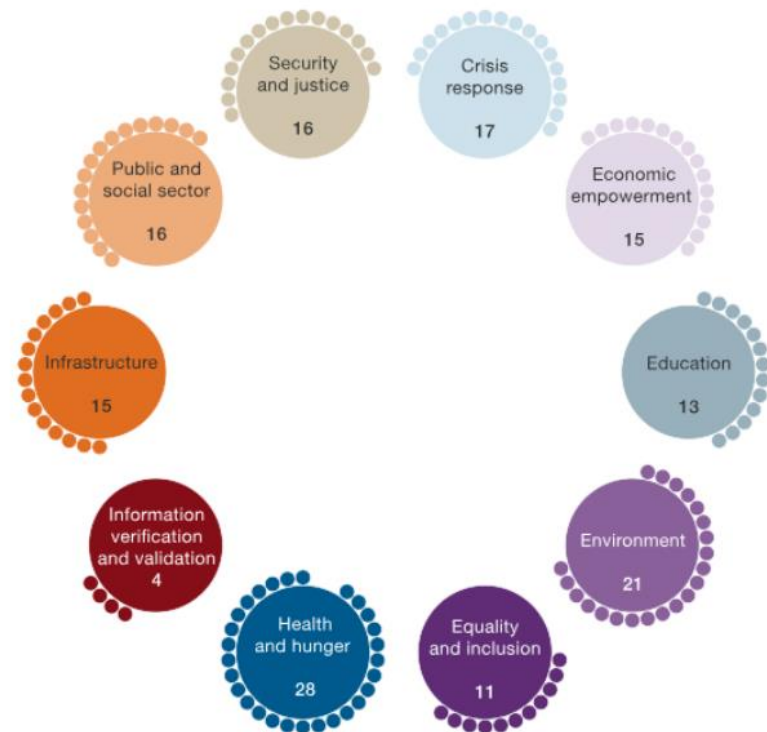 Security
and justice
16
Crisis
response
17
Public and
social sector
16
Economic
empowerment
15
Infrastructure
15
Education
13
Information
verification
and validation
4
Environment
21
Health
and hunger
28
Equality
and inclusion
11